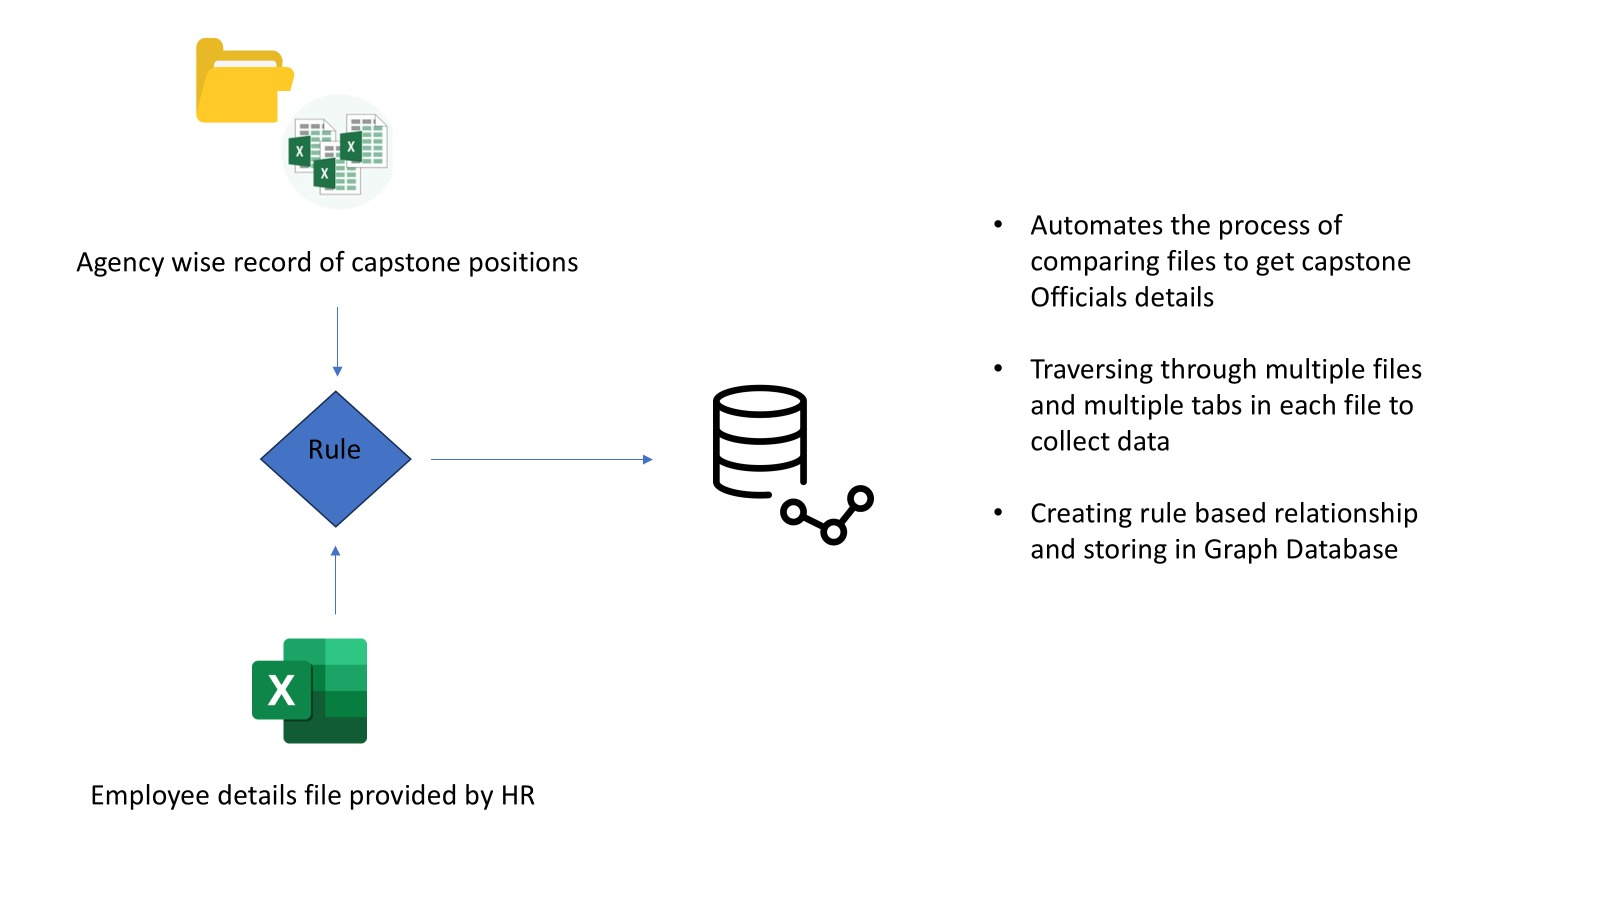 X
X
X
Agency wise record of capstone positions
Rule
X
Employee details file provided by HR
• Automates the process of
comparing files to get capstone
Officials details
• Traversing through multiple files
and multiple tabs in each file to
collect data
• Creating rule based relationship
and storing in Graph Database